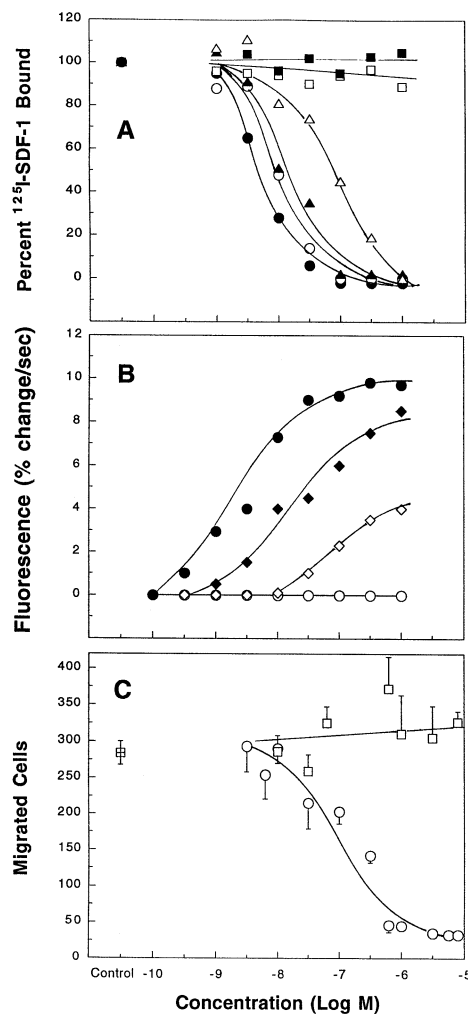 120
100
80
60
40
20
0
Percent ¹²⁵I-SDF-1 Bound
A
12
10
8
6
4
2
0
Fluorescence (% change/sec)
B
400
350
300
250
200
150
100
50
0
Migrated Cells
C
Control -10 -9 -8 -7 -6 -5
Concentration (Log M)